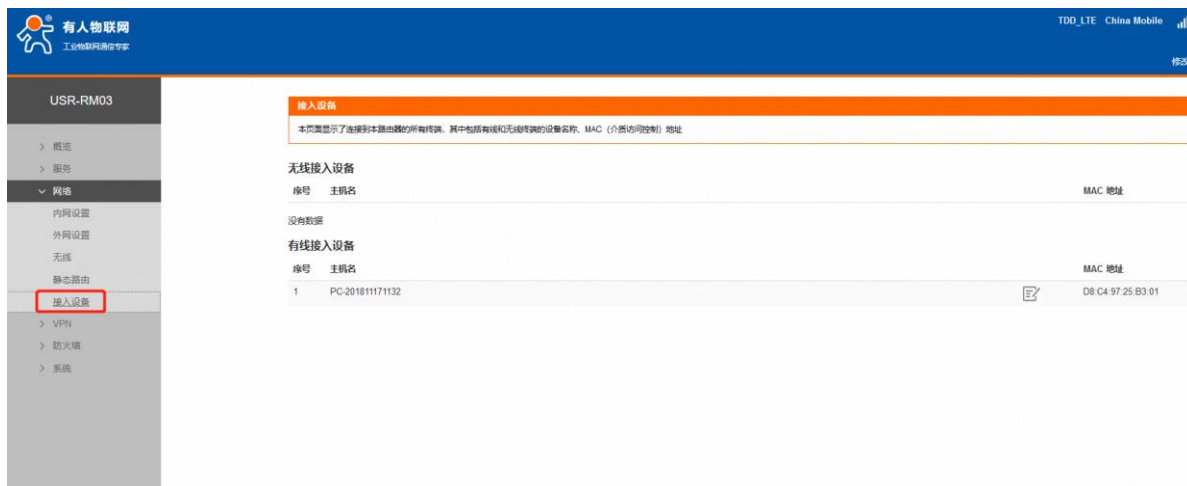 有人物联网
工业物联网通信专家
TDD_LTE China Mobile
修改
USR-RM03
概览
服务
网络
内网设置
外网设置
无线
静态路由
接入设备
VPN
防火墙
系统
接入设备
本页面显示了连接到本路由器的所有终端，其中包括有线和无线终端的设备名称、MAC（介质访问控制）地址
无线接入设备
序号 主机名 MAC 地址
没有数据
有线接入设备
序号 主机名 MAC 地址
1 PC-201811171132 D8:C4:97:25:B3:01